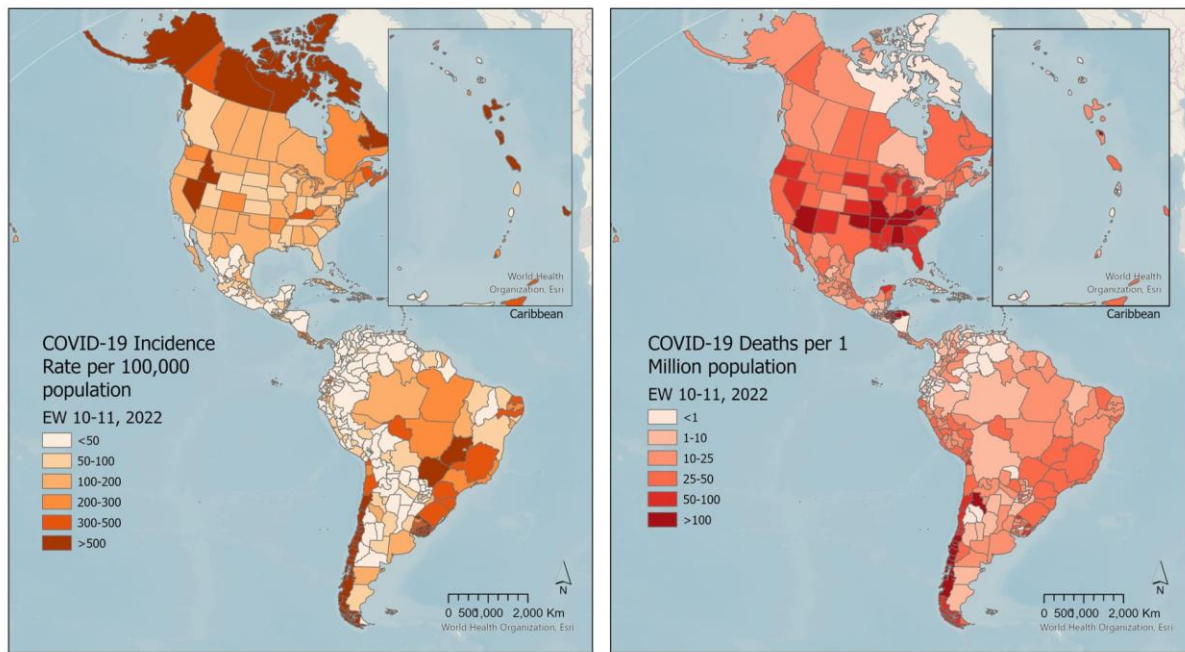 World Health
Organization, Esri
Caribbean
COVID-19 Incidence
Rate per 100,000
population
EW 10-11, 2022
<50
50-100
100-200
200-300
300-500
>500
N
0 5001,000 2,000 Km
World Health Organization, Esri
World Health
Organization, Esri
Caribbean
COVID-19 Deaths per 1
Million population
EW 10-11, 2022
<1
1-10
10-25
25-50
50-100
>100
N
0 5001,000 2,000 Km
World Health Organization, Esri